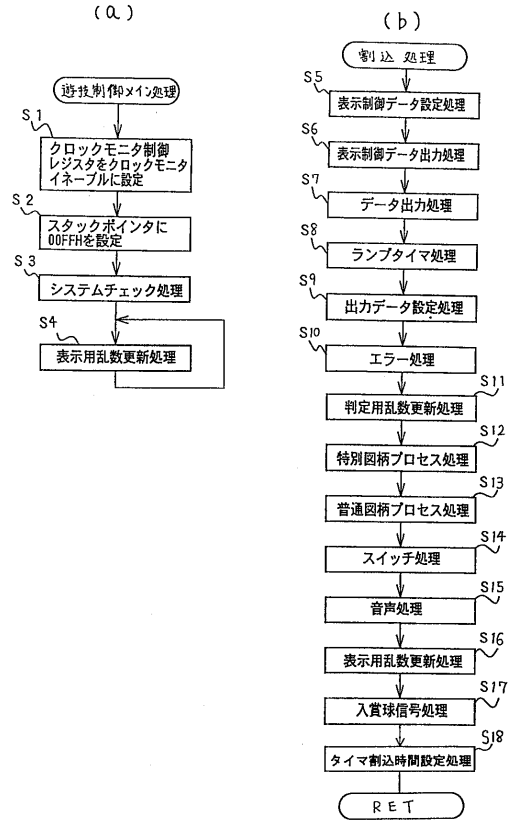 (a)
遊技制御メイン処理
S1
クロックモニタ制御
レジスタをクロックモニタ
イネーブルに設定
S2
スタックポインタに
00FFHを設定
S3
システムチェック処理
S4
表示用乱数更新処理
(b)
割込処理
S5
表示制御データ設定処理
S6
表示制御データ出力処理
S7
データ出力処理
S8
ランプタイマ処理
S9
出力データ設定処理
S10
エラー処理
S11
判定用乱数更新処理
S12
特別図柄プロセス処理
S13
普通図柄プロセス処理
S14
スイッチ処理
S15
音声処理
S16
表示用乱数更新処理
S17
入賞球信号処理
S18
タイマ割込時間設定処理
RET